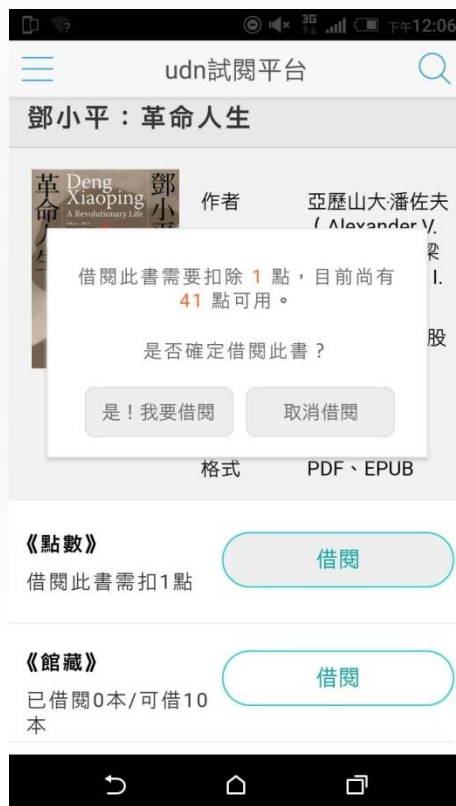 3G 下午12:06
udn試閱平台
鄧小平：革命人生
革命人生
Deng
Xiaoping
A Revolutionary Life
鄧小平
作者
亞歷山大·潘佐夫
( Alexander V.
梁
I.
股
借閱此書需要扣除 1 點，目前尚有
41 點可用。
是否確定借閱此書？
是！我要借閱
取消借閱
格式
PDF、EPUB
《點數》
借閱此書需扣1點
借閱
《館藏》
已借閱0本/可借10
本
借閱